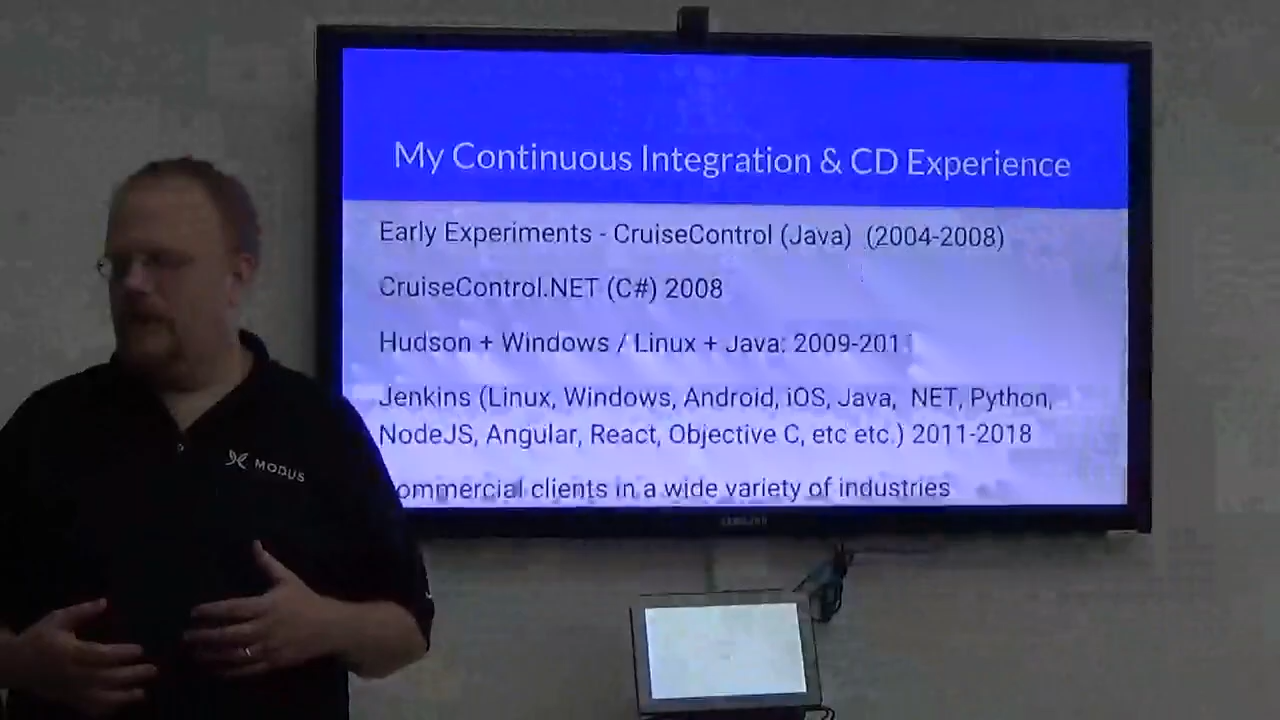 My Continuous Integration & CD Experience
Early Experiments - CruiseControl (Java) (2004-2008)
CruiseControl.NET (C#) 2008
Hudson + Windows / Linux + Java: 2009-201
Jenkins (Linux, Windows, Android, iOS, Java, NET, Python,
NodeJS, Angular, React, Objective C, etc etc.) 2011-2018
ommercial clients in a wide variety of industries
MODUS
SAMSUNG